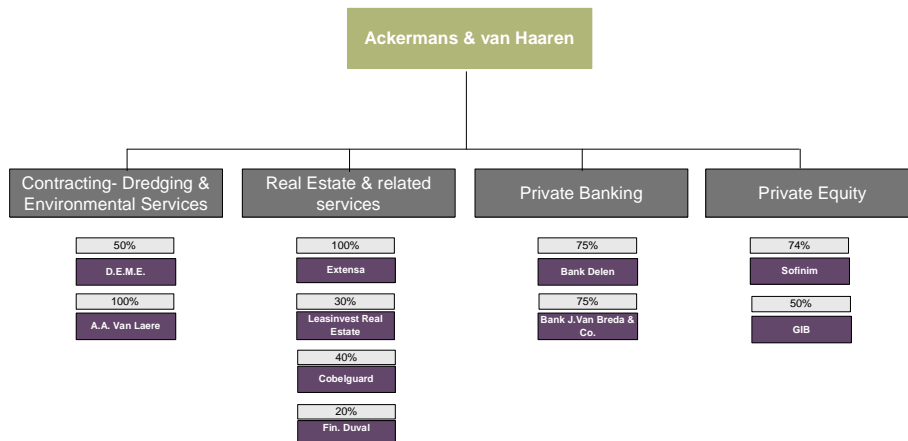 Ackermans & van Haaren
Contracting- Dredging &
Environmental Services
50%
D.E.M.E.
100%
A.A. Van Laere
Real Estate & related
services
100%
Extensa
30%
Leasinvest Real
Estate
40%
Cobelguard
20%
Fin. Duval
Private Banking
75%
Bank Delen
75%
Bank J.Van Breda &
Co.
Private Equity
74%
Sofinim
50%
GIB